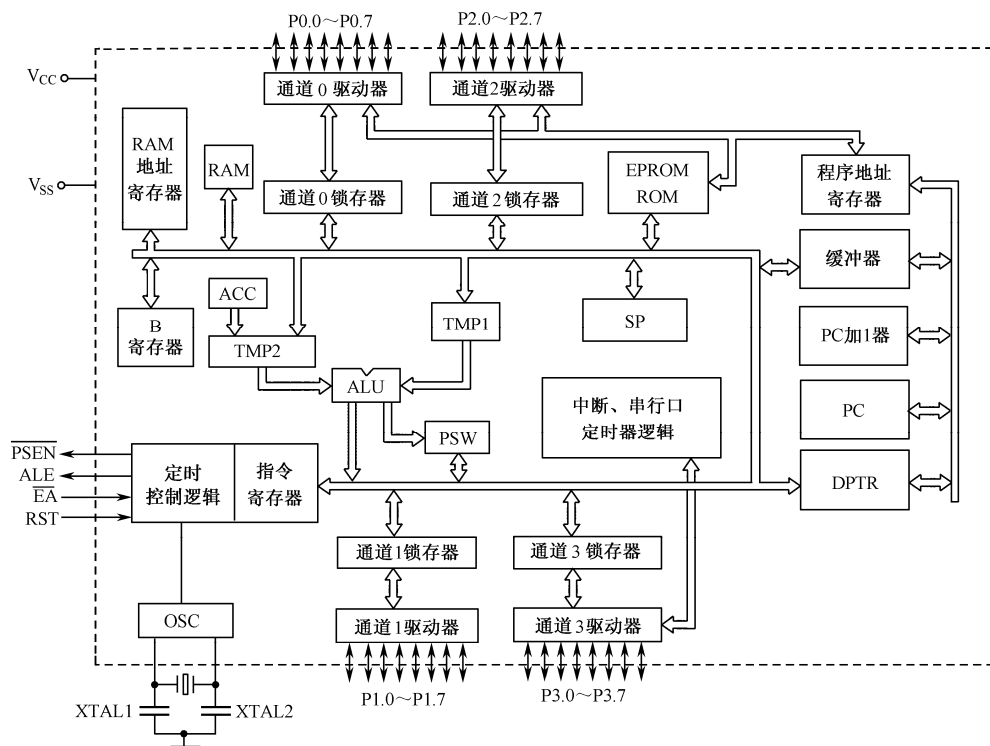 P0.0～P0.7
P2.0～P2.7
VCC
通道0 驱动器
通道2驱动器
RAM
地址
寄存器
RAM
EPROM
ROM
程序地址
寄存器
VSS
通道0锁存器
通道2锁存器
缓冲器
ACC
B
寄存器
TMP2
TMP1
SP
PC加1器
ALU
中断、串行口
定时器逻辑
PC
PSW
PSEN
ALE
EA
RST
定时
控制逻辑
指令
寄存器
DPTR
通道1锁存器
通道3锁存器
OSC
通道1驱动器
通道3驱动器
P1.0～P1.7
P3.0～P3.7
XTAL1
XTAL2